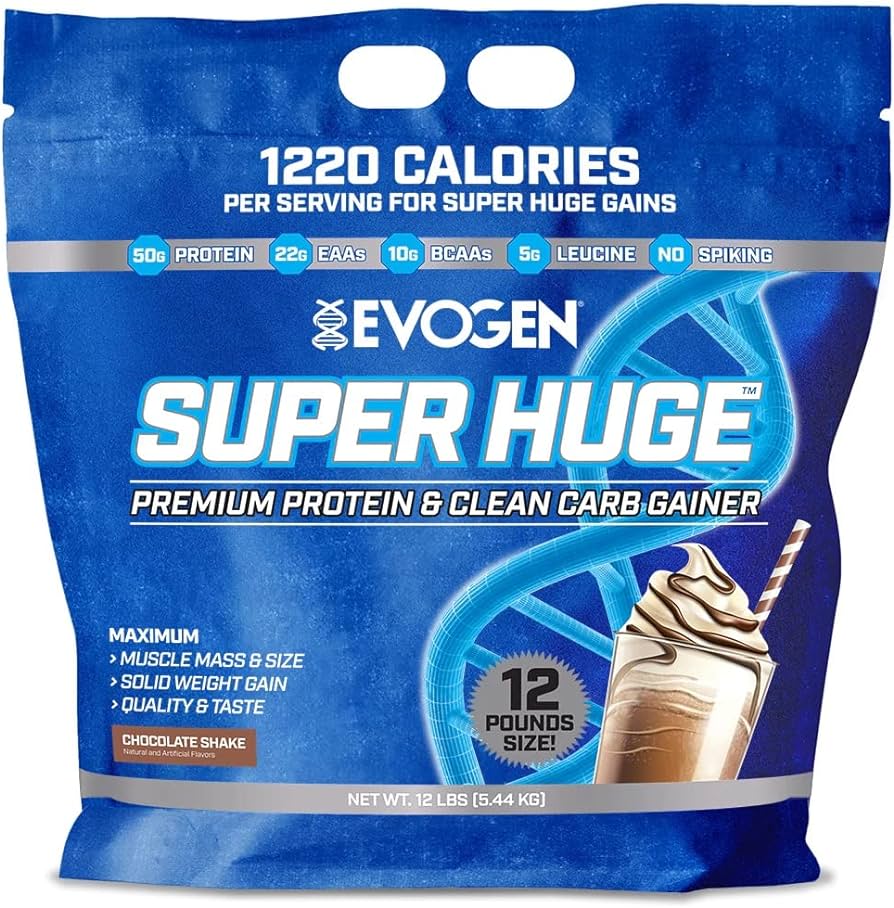 1220 CALORIES
PER SERVING FOR SUPER HUGE GAINS
50G PROTEIN 22G EAAs 10G BCAAs 5G LEUCINE NO SPIKING
EVOGEN®
SUPER HUGE™
PREMIUM PROTEIN & CLEAN CARB GAINER
MAXIMUM
› MUSCLE MASS & SIZE
› SOLID WEIGHT GAIN
› QUALITY & TASTE
12
POUNDS
SIZE!
CHOCOLATE SHAKE
Natural and Artificial Flavors
NET WT. 12 LBS (5.44 KG)